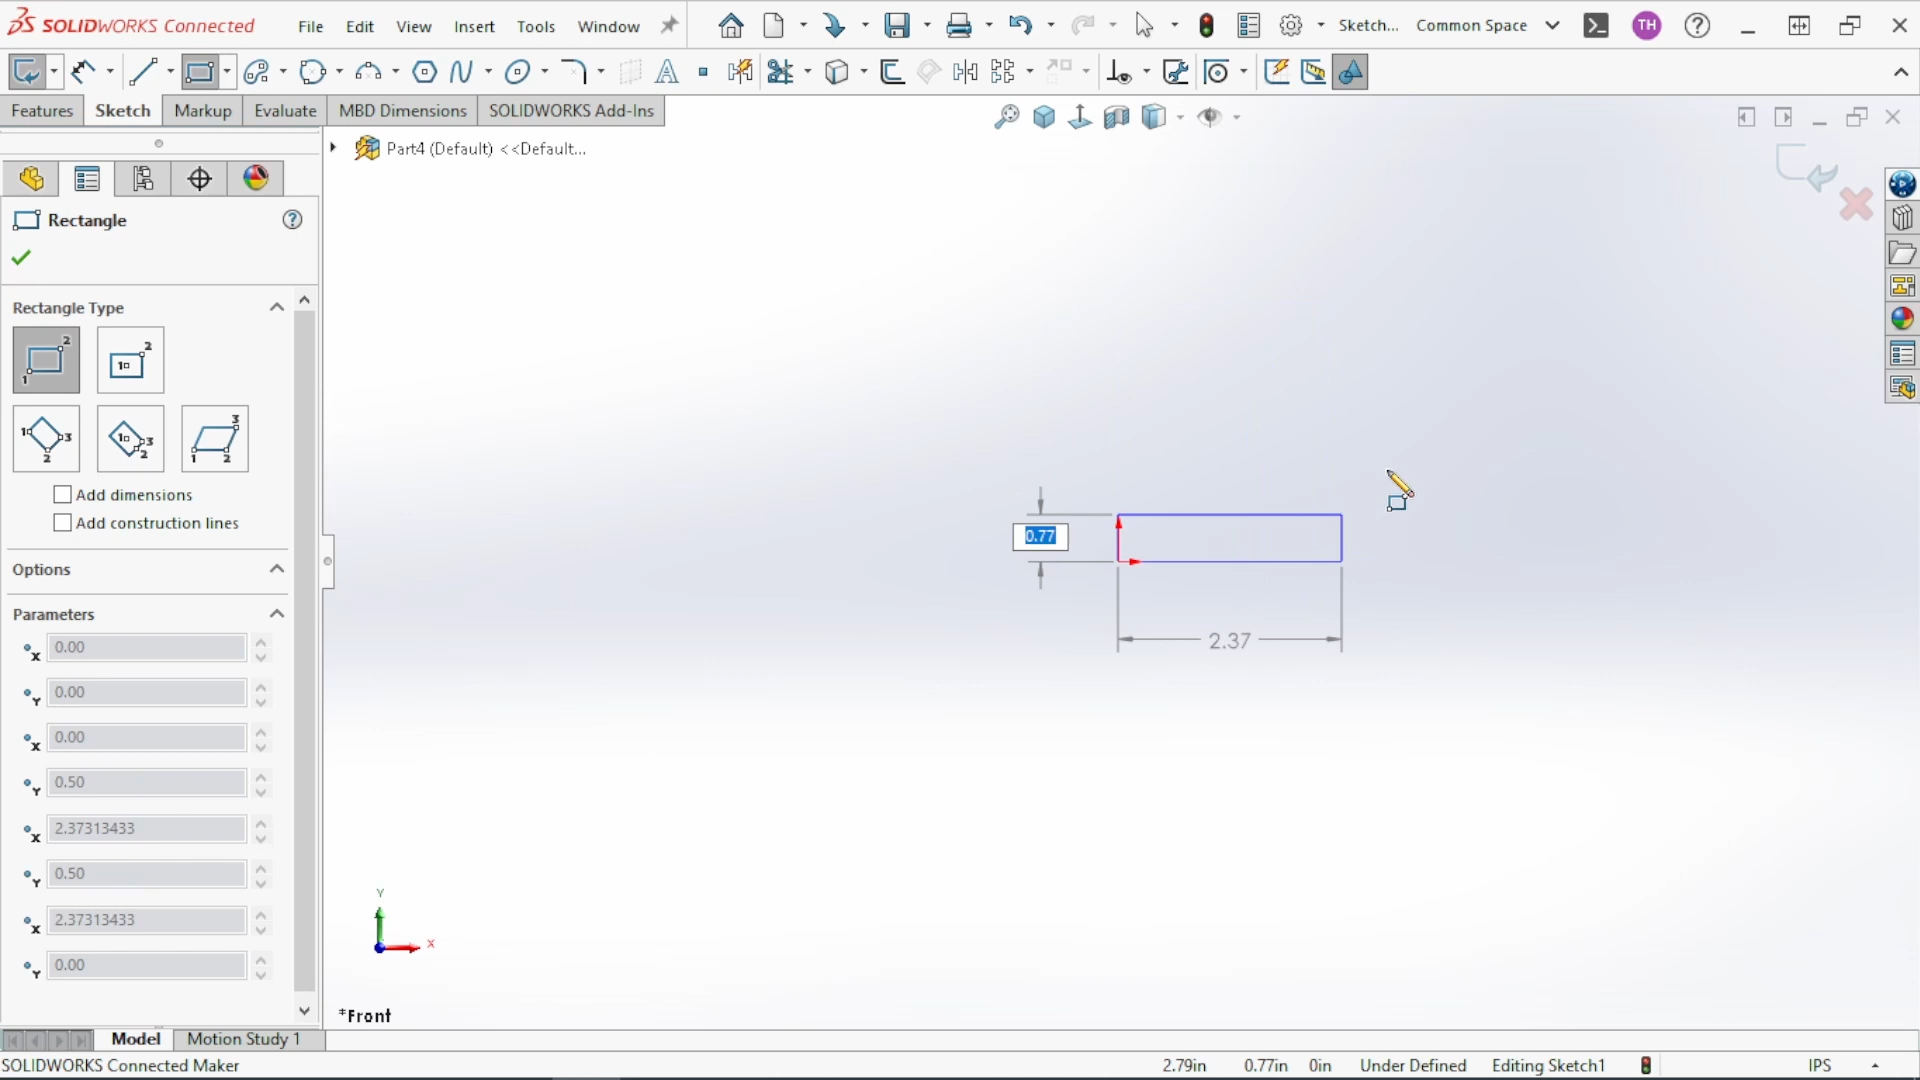 SOLIDWORKS Connected
File Edit View Insert Tools Window
Sketch... Common Space TH
Features Sketch Markup Evaluate MBD Dimensions SOLIDWORKS Add-Ins
Part4 (Default) <<Default...
Rectangle
Rectangle Type
Add dimensions
Add construction lines
Options
Parameters
X 0.00
Y 0.00
X 0.00
Y 0.50
X 2.37313433
Y 0.50
X 2.37313433
Y 0.00
0.77
2.37
Y
X
*Front
Model Motion Study 1
SOLIDWORKS Connected Maker 2.79in 0.77in 0in Under Defined Editing Sketch1 IPS